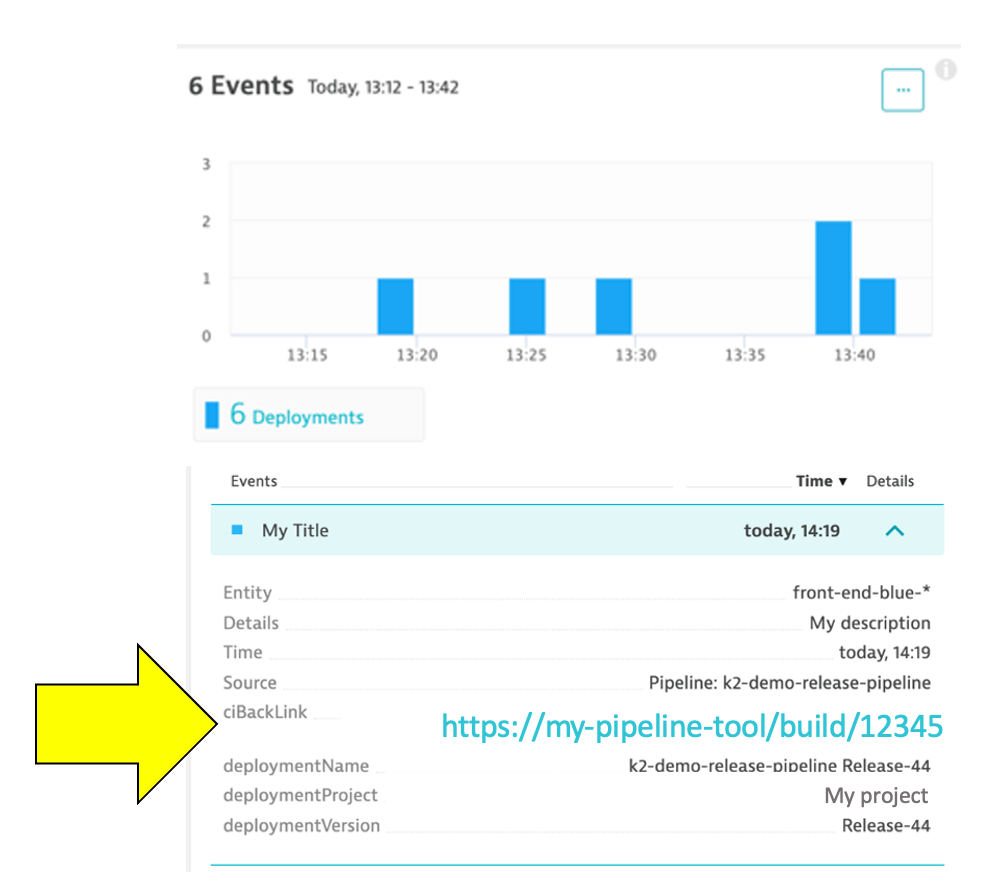 6 Events Today, 13:12 - 13:42
...
i
3
2
1
0
13:15 13:20 13:25 13:30 13:35 13:40
6 Deployments
Events Time ▼ Details
My Title today, 14:19
Entity front-end-blue-*
Details My description
Time today, 14:19
Source Pipeline: k2-demo-release-pipeline
ciBackLink https://my-pipeline-tool/build/12345
deploymentName k2-demo-release-pipeline Release-44
deploymentProject My project
deploymentVersion Release-44